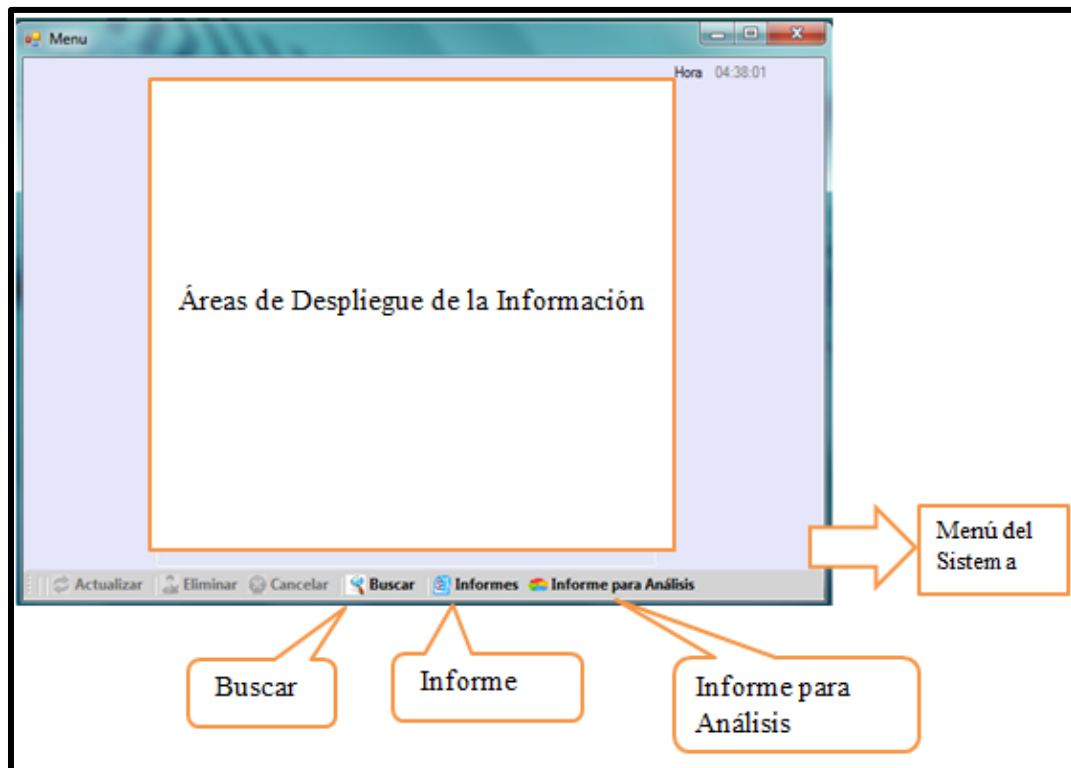 Menu
Hora 04:38:01
Áreas de Despliegue de la Información
Menú del
Sistema
Actualizar Eliminar Cancelar Buscar Informes Informe para Análisis
Buscar
Informe
Informe para
Análisis